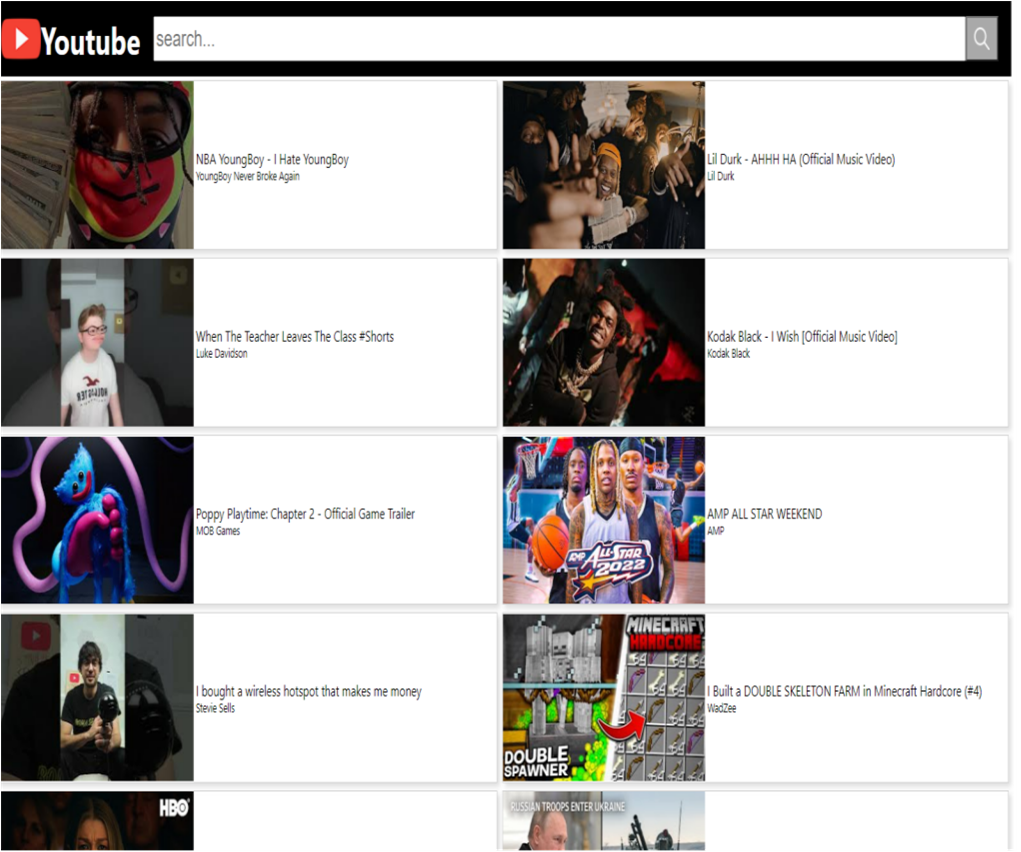 Youtube
search...
NBA YoungBoy - I Hate YoungBoy
YoungBoy Never Broke Again
Lil Durk - AHHH HA (Official Music Video)
Lil Durk
When The Teacher Leaves The Class #Shorts
Luke Davidson
HOLLISTER
Kodak Black - I Wish [Official Music Video]
Kodak Black
Poppy Playtime: Chapter 2 - Official Game Trailer
MOB Games
AMP ALL-STAR
2022
AMP ALL STAR WEEKEND
AMP
I bought a wireless hotspot that makes me money
Stevie Sells
MINECRAFT
HARDCORE
64 64 64
DOUBLE
SPAWNER
I Built a DOUBLE SKELETON FARM in Minecraft Hardcore (#4)
WadZee
HBO
RUSSIAN TROOPS ENTER UKRAINE